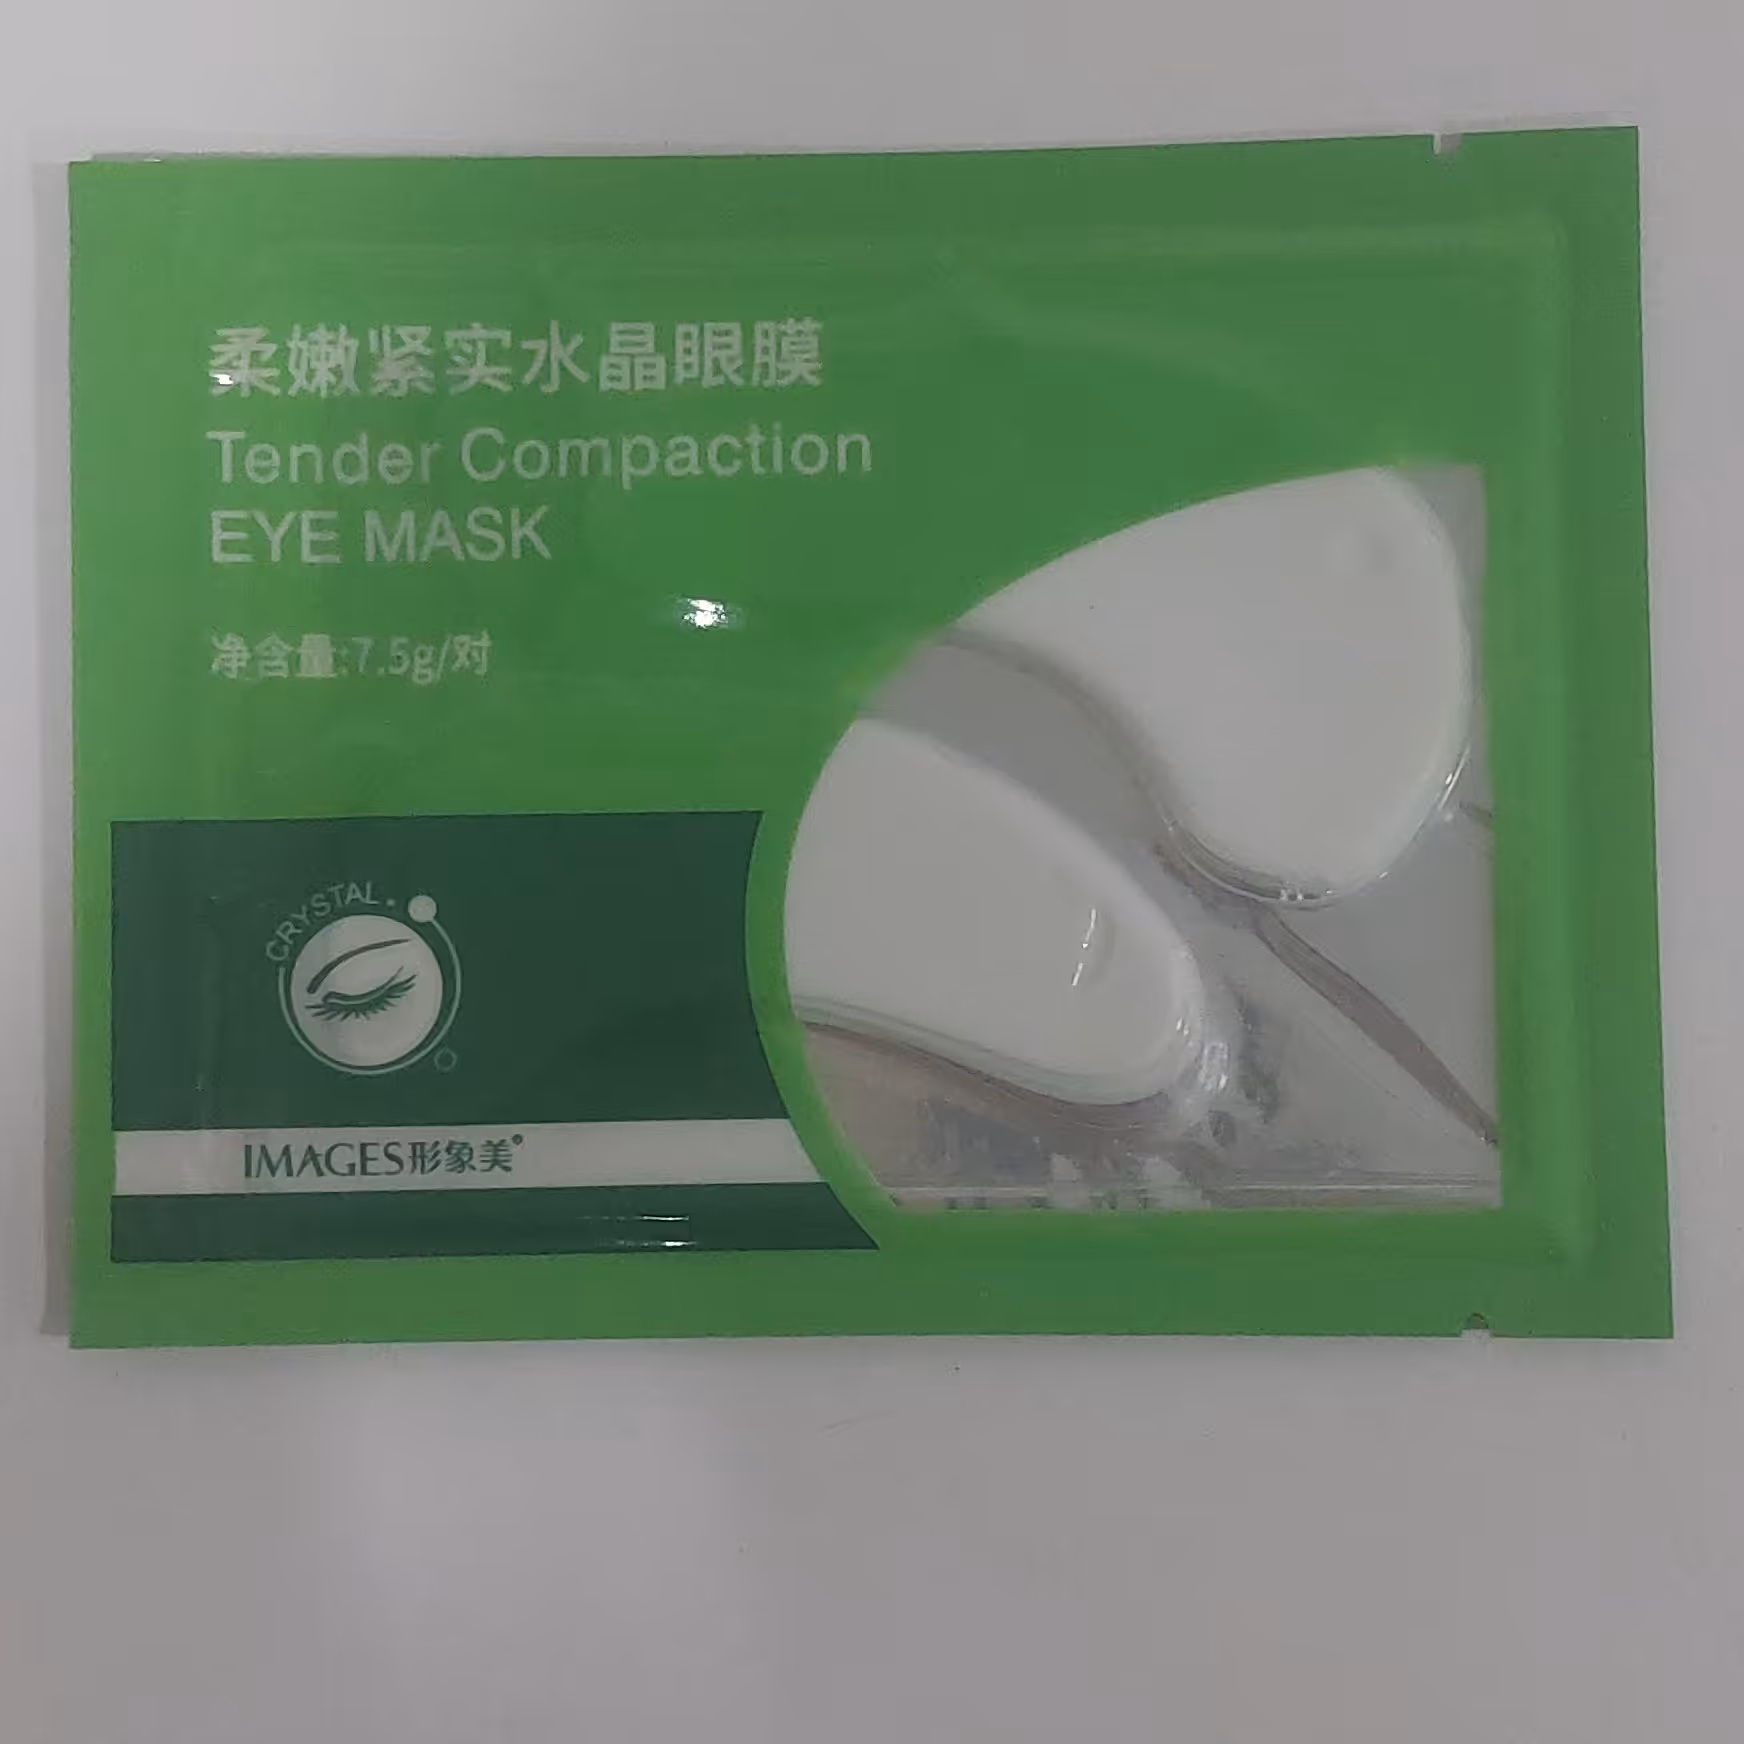 柔嫩紧实水晶眼膜
Tender Compaction
EYE MASK
净含量:7.5g/对
CRYSTAL
IMAGES形象美®